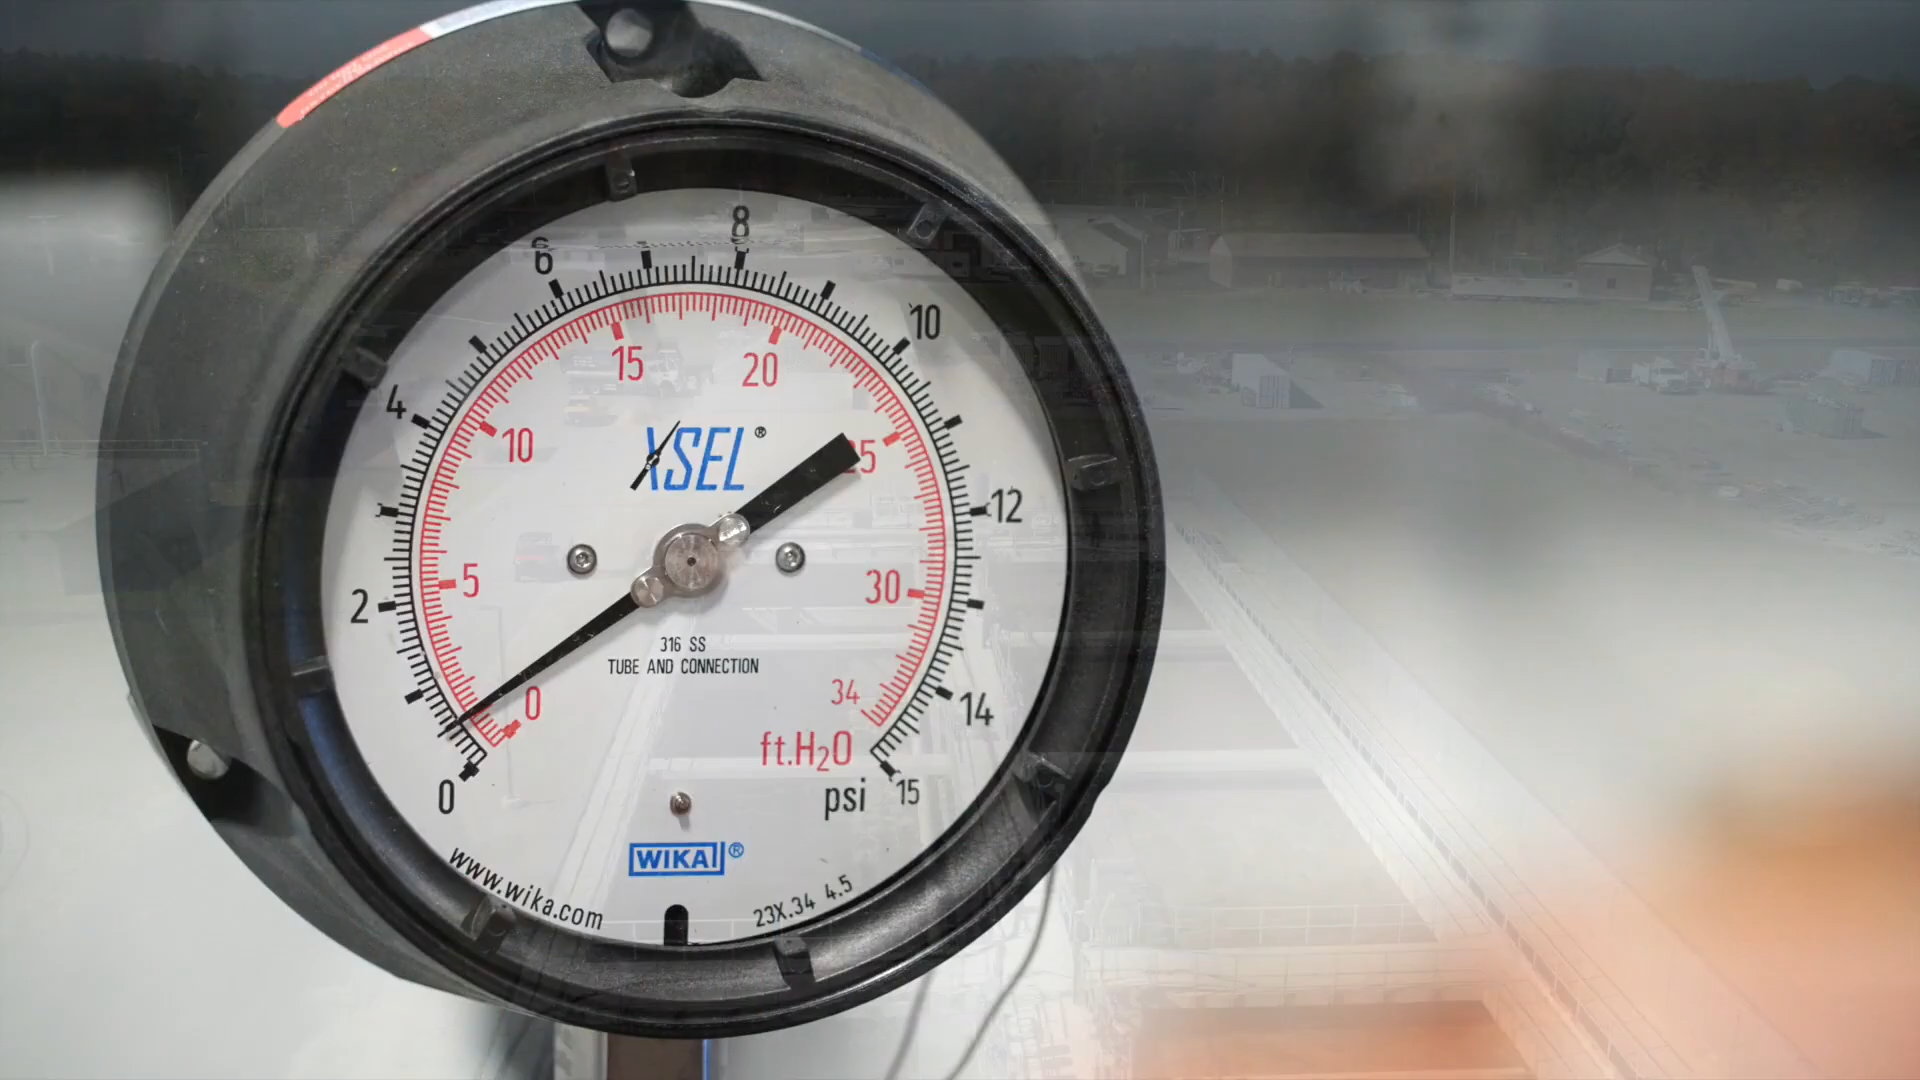 6
8
4
10
15
20
10
XSEL®
25
2
12
5
30
316 SS
TUBE AND CONNECTION
0
34
14
ft.H₂O
0
psi
15
WIKA®
www.wika.com
23X.34 4.5